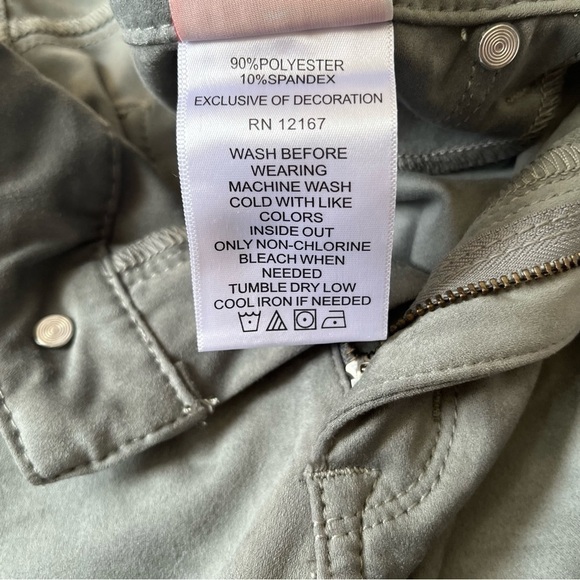 90%POLYESTER
10%SPANDEX
EXCLUSIVE OF DECORATION
RN 12167
WASH BEFORE
WEARING
MACHINE WASH
COLD WITH LIKE
COLORS
INSIDE OUT
ONLY NON-CHLORINE
BLEACH WHEN
NEEDED
TUMBLE DRY LOW
COOL IRON IF NEEDED